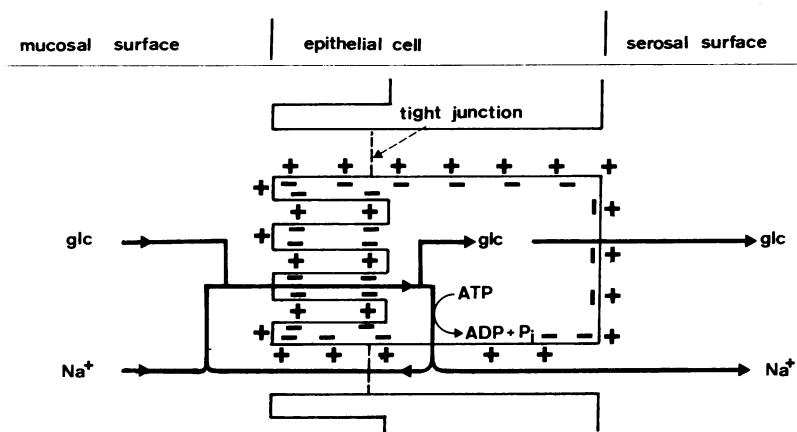 mucosal surface
epithelial cell
serosal surface
tight junction
glc
glc
glc
ATP
ADP + Pi
Na+
Na+